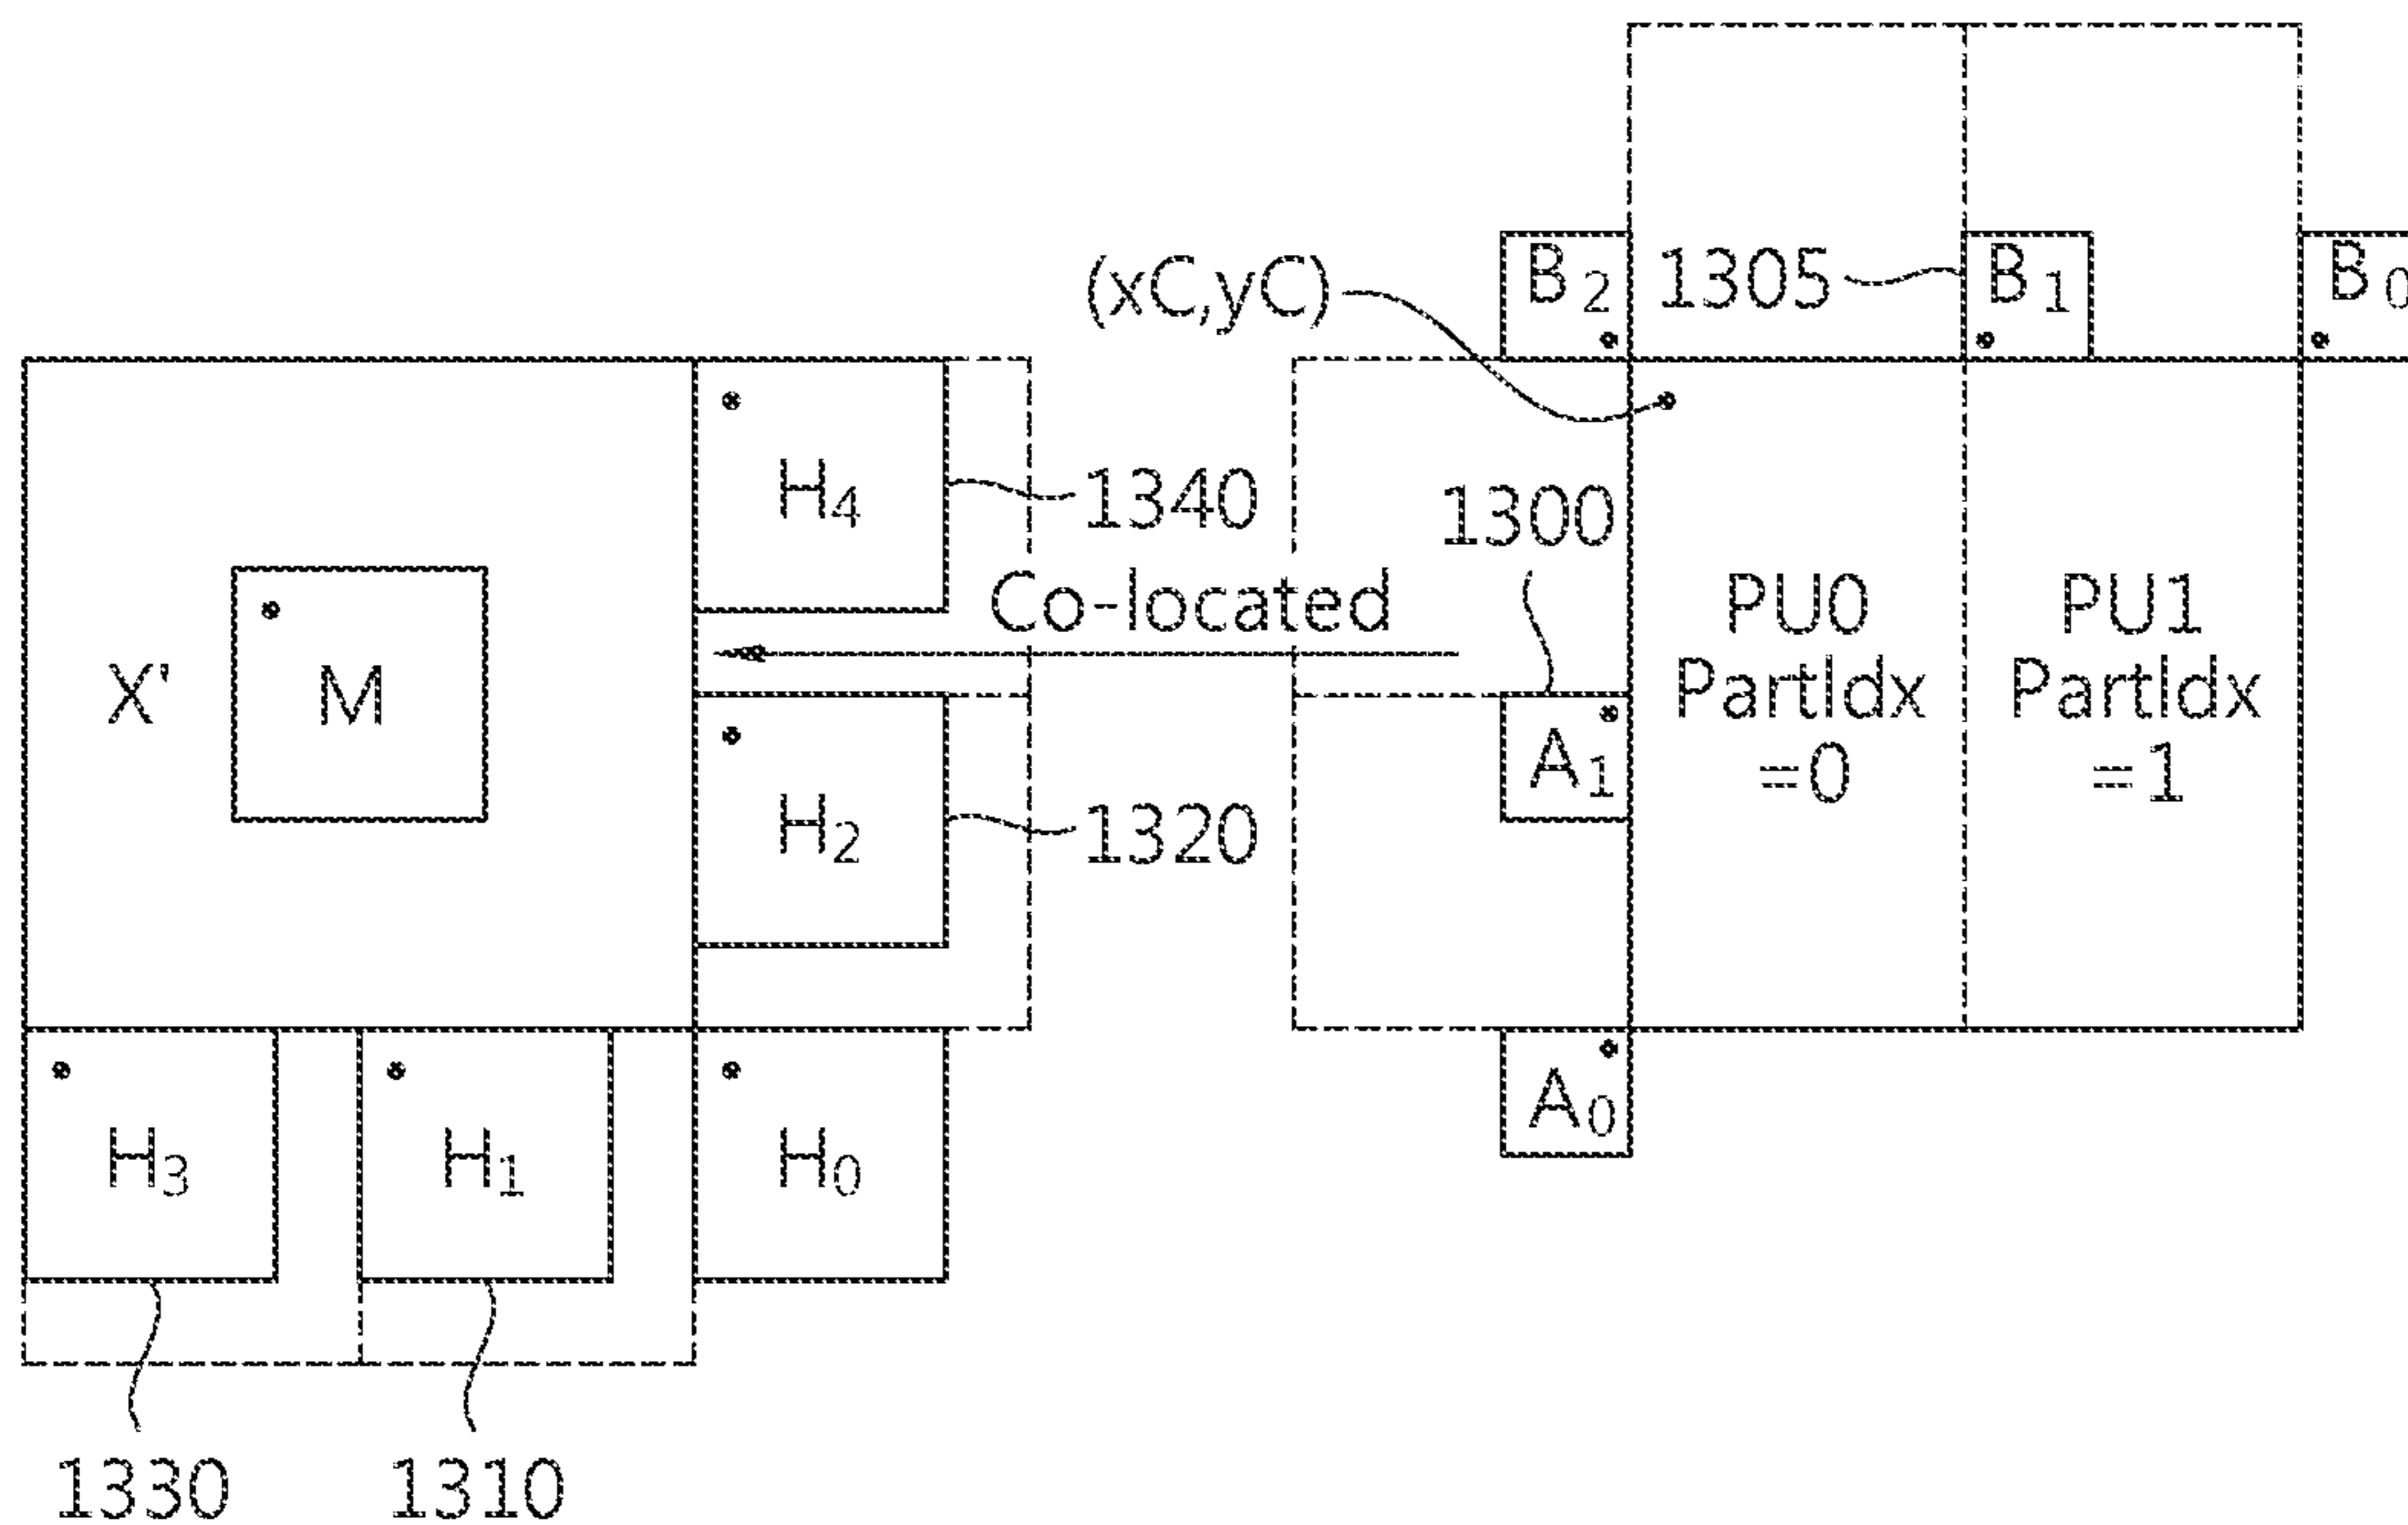 B₂
1305
B₁
B₀
(xC,yC)
H₄
1340
1300
Co-located
PU0
PartIdx
=0
PU1
PartIdx
=1
X'
M
A₁
H₂
1320
A₀
H₃
H₁
H₀
1330
1310